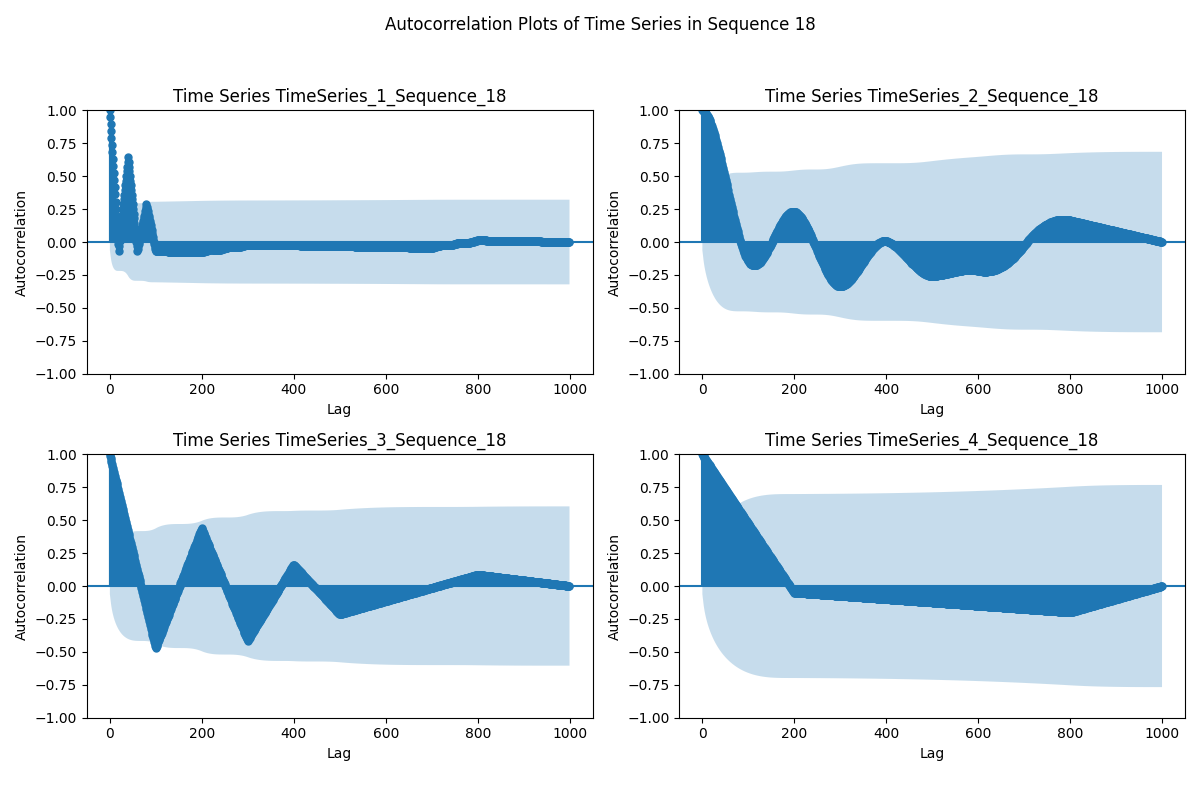 Autocorrelation Plots of Time Series in Sequence 18
Time Series TimeSeries_1_Sequence_18
1.00
0.75
0.50
0.25
0.00
−0.25
−0.50
−0.75
−1.00
Autocorrelation
0 200 400 600 800 1000
Lag
Time Series TimeSeries_2_Sequence_18
1.00
0.75
0.50
0.25
0.00
−0.25
−0.50
−0.75
−1.00
Autocorrelation
0 200 400 600 800 1000
Lag
Time Series TimeSeries_3_Sequence_18
1.00
0.75
0.50
0.25
0.00
−0.25
−0.50
−0.75
−1.00
Autocorrelation
0 200 400 600 800 1000
Lag
Time Series TimeSeries_4_Sequence_18
1.00
0.75
0.50
0.25
0.00
−0.25
−0.50
−0.75
−1.00
Autocorrelation
0 200 400 600 800 1000
Lag